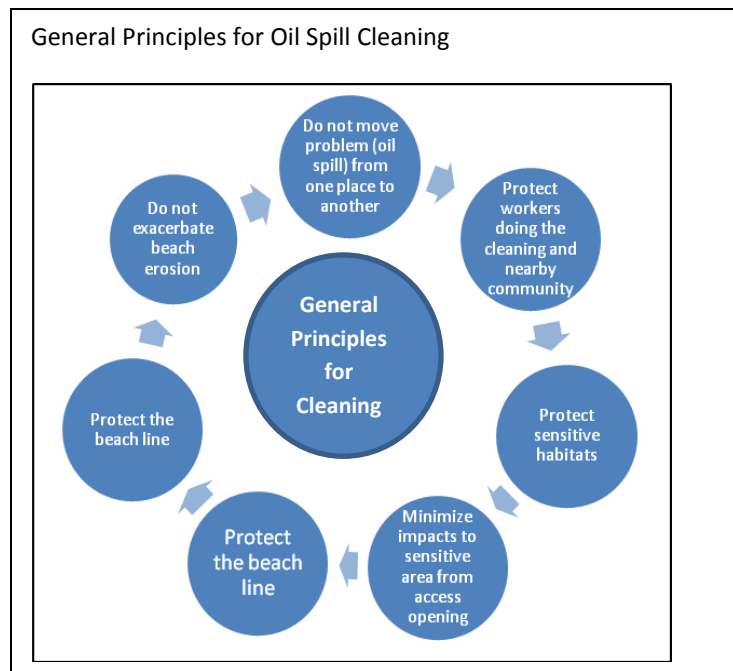 General Principles for Oil Spill Cleaning
Do not move
problem (oil
spill) from
one place to
another
Protect
workers
doing the
cleaning and
nearby
community
Protect
sensitive
habitats
Minimize
impacts to
sensitive
area from
access
opening
Protect
the beach
line
Protect the
beach line
Do not
exacerbate
beach
erosion
General
Principles
for
Cleaning